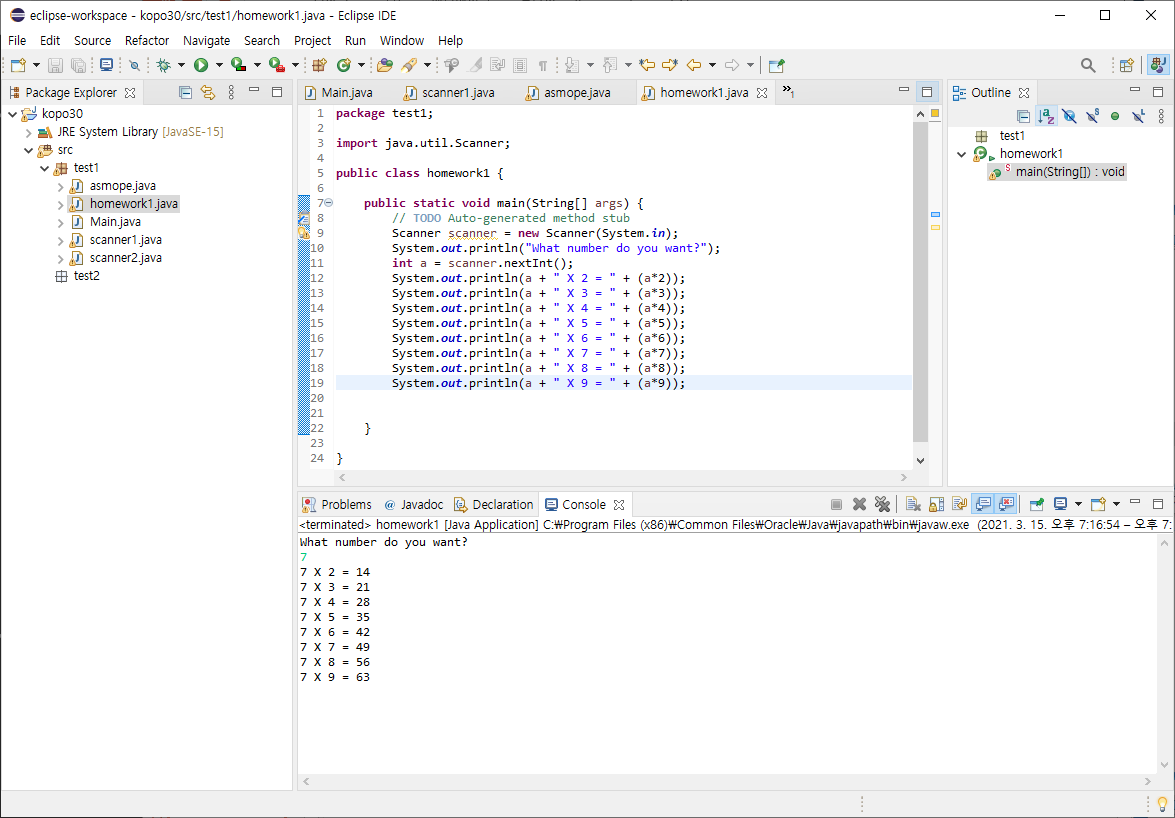 eclipse-workspace - kopo30/src/test1/homework1.java - Eclipse IDE
File Edit Source Refactor Navigate Search Project Run Window Help
Package Explorer
kopo30
JRE System Library [JavaSE-15]
src
test1
asmope.java
homework1.java
Main.java
scanner1.java
scanner2.java
test2
Main.java scanner1.java asmope.java homework1.java »1
1 package test1;
2
3 import java.util.Scanner;
4
5 public class homework1 {
6
7 public static void main(String[] args) {
8 // TODO Auto-generated method stub
9 Scanner scanner = new Scanner(System.in);
10 System.out.println("What number do you want?");
11 int a = scanner.nextInt();
12 System.out.println(a + " X 2 = " + (a*2));
13 System.out.println(a + " X 3 = " + (a*3));
14 System.out.println(a + " X 4 = " + (a*4));
15 System.out.println(a + " X 5 = " + (a*5));
16 System.out.println(a + " X 6 = " + (a*6));
17 System.out.println(a + " X 7 = " + (a*7));
18 System.out.println(a + " X 8 = " + (a*8));
19 System.out.println(a + " X 9 = " + (a*9));
20
21
22 }
23
24 }
Outline
test1
homework1
main(String[]) : void
Problems @ Javadoc Declaration Console
<terminated> homework1 [Java Application] C:₩Program Files (x86)₩Common Files₩Oracle₩Java₩javapath₩bin₩javaw.exe (2021. 3. 15. 오후 7:16:54 – 오후 7:
What number do you want?
7
7 X 2 = 14
7 X 3 = 21
7 X 4 = 28
7 X 5 = 35
7 X 6 = 42
7 X 7 = 49
7 X 8 = 56
7 X 9 = 63